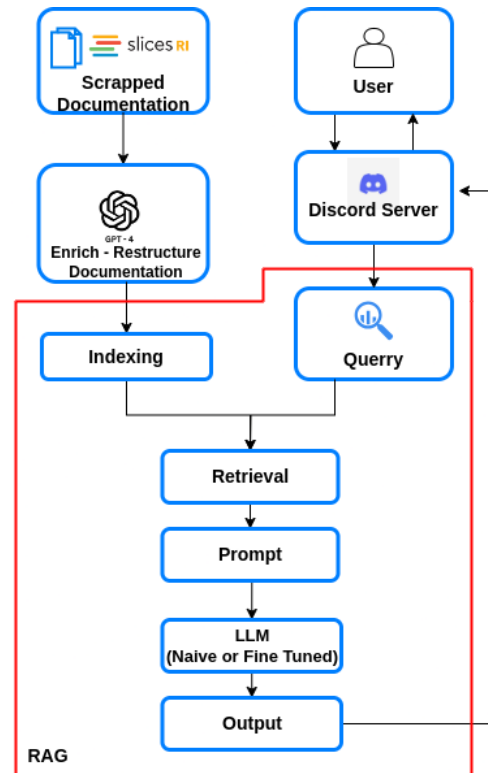 slices RI
Scrapped
Documentation
User
Discord Server
GPT-4
Enrich - Restructure
Documentation
Indexing
Querry
Retrieval
Prompt
LLM
(Naive or Fine Tuned)
Output
RAG